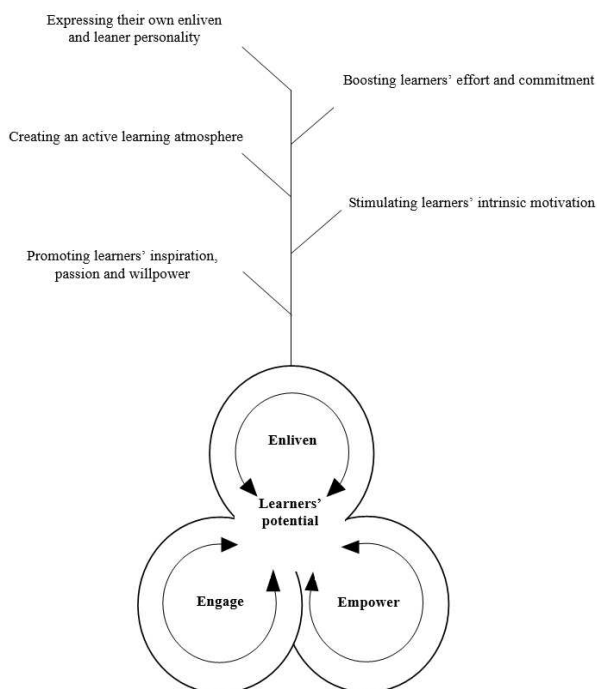 Expressing their own enliven
and leaner personality
Boosting learners' effort and commitment
Creating an active learning atmosphere
Stimulating learners' intrinsic motivation
Promoting learners' inspiration,
passion and willpower
Enliven
Learners'
potential
Engage
Empower